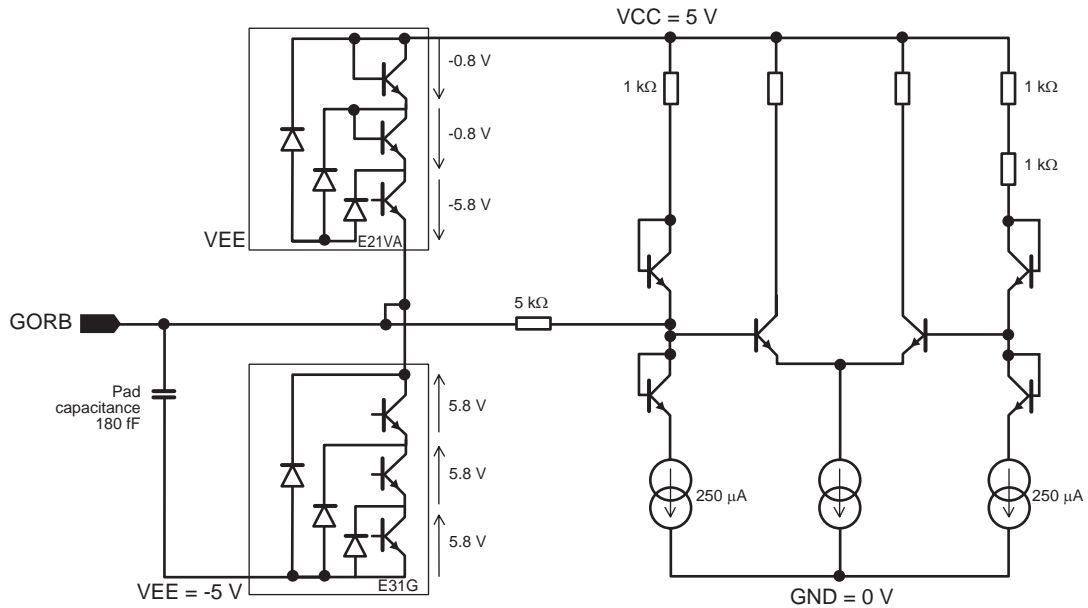 VCC = 5 V
-0.8 V
1 kΩ
1 kΩ
-0.8 V
1 kΩ
-5.8 V
VEE
E21VA
5 kΩ
GORB
Pad
capacitance
180 fF
5.8 V
5.8 V
250 μA
250 μA
5.8 V
E31G
VEE = -5 V
GND = 0 V